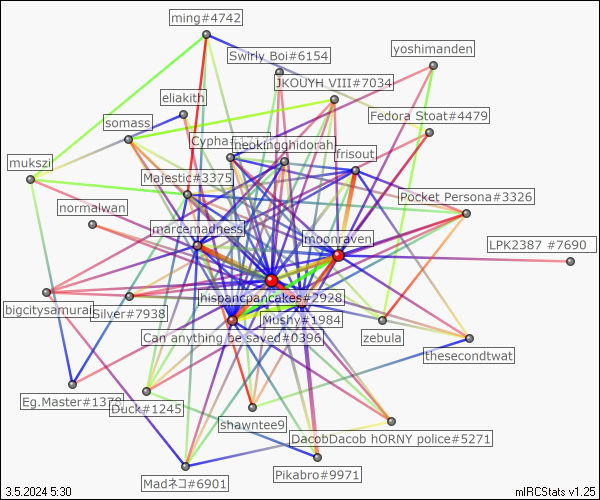 ming#4742
Swirly Boi#6154
yoshimanden
JKOUYH VIII#7034
eliakith
Fedora Stoat#4479
somass
neokingghidorah
frisout
mukszi
Majestic#3375
Pocket Persona#3326
normalwan
marcemadness
moonraven
LPK2387 #7690
hispancpancakes#2928
bigcitysamurai
Silver#7938
Mushy#1984
Can anything be saved#0396
zebula
thesecondtwat
Eg.Master#1378
Duck#1245
shawntee9
DacobDacob hORNY police#5271
Pikabro#9971
Madネコ#6901
3.5.2024 5:30
mIRCStats v1.25